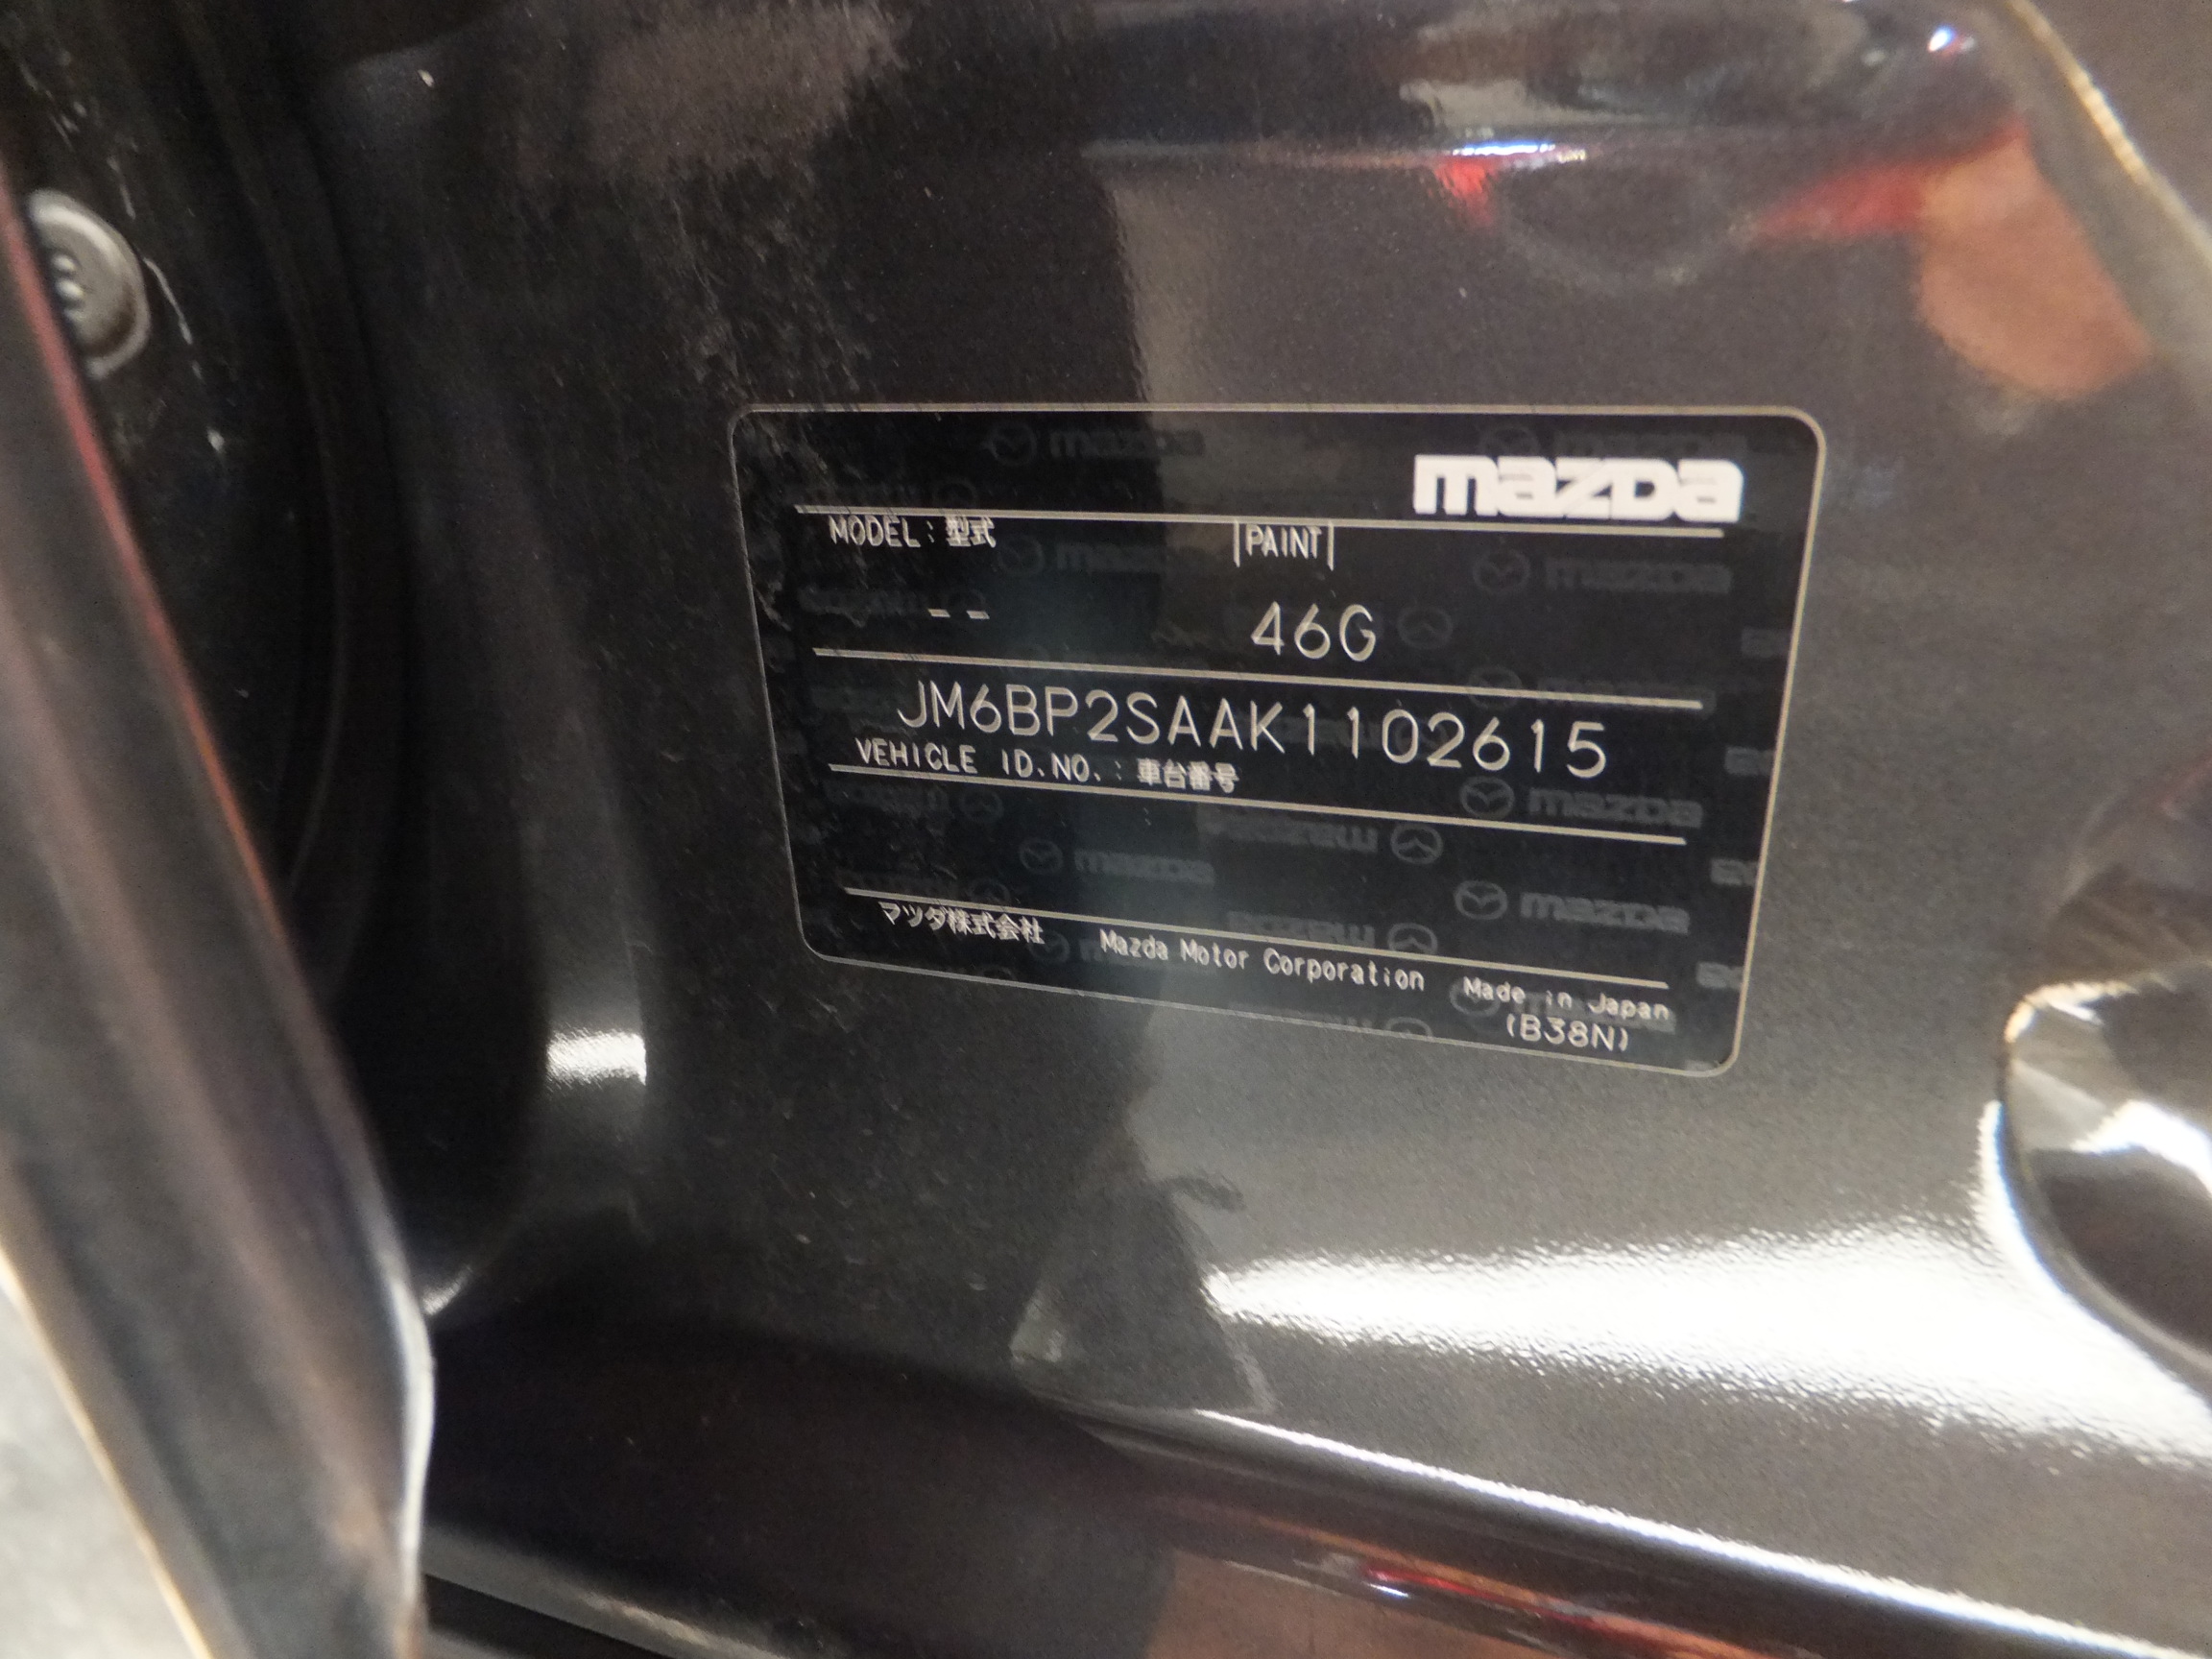 mazda
MODEL : 型式 |PAINT|
-- 46G
JM6BP2SAAK1102615
VEHICLE ID.NO. : 車台番号
マツダ株式会社 Mazda Motor Corporation Made in Japan
(B38N)